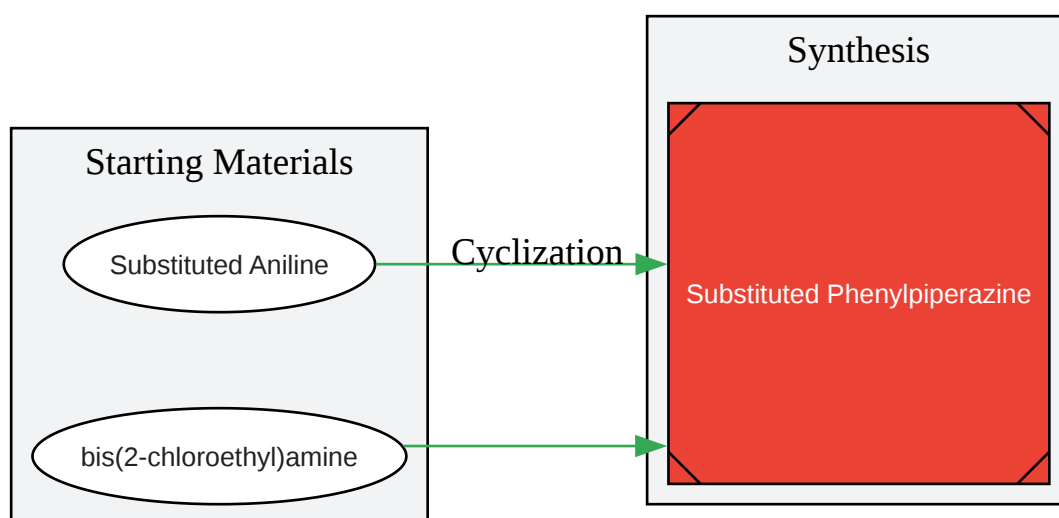 Synthesis
Starting Materials
Cyclization
Substituted Aniline
Substituted Phenylpiperazine
bis(2-chloroethyl)amine